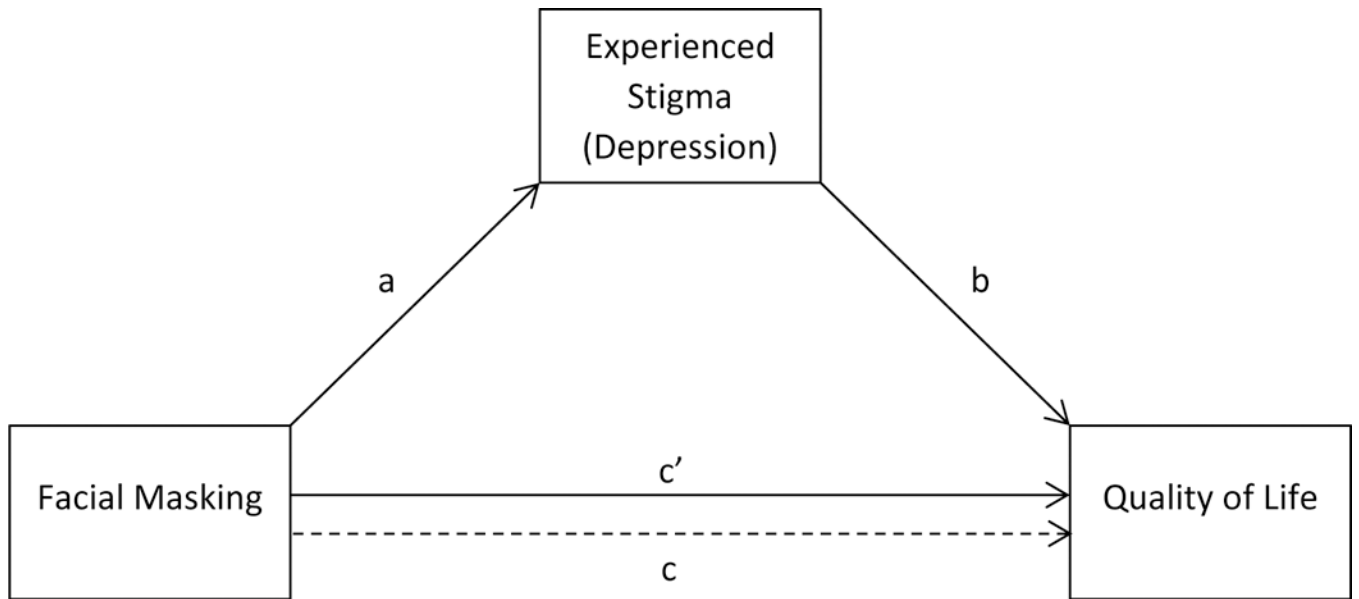 Experienced
Stigma
(Depression)
a
b
Facial Masking
c’
Quality of Life
c